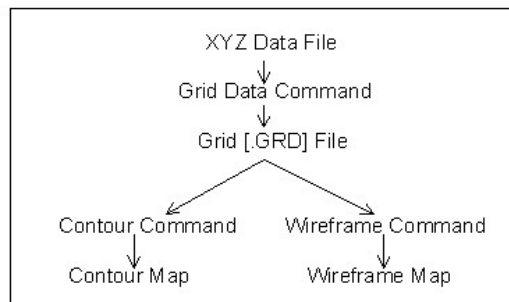 XYZ Data File
Grid Data Command
Grid [.GRD] File
Contour Command
Wireframe Command
Contour Map
Wireframe Map